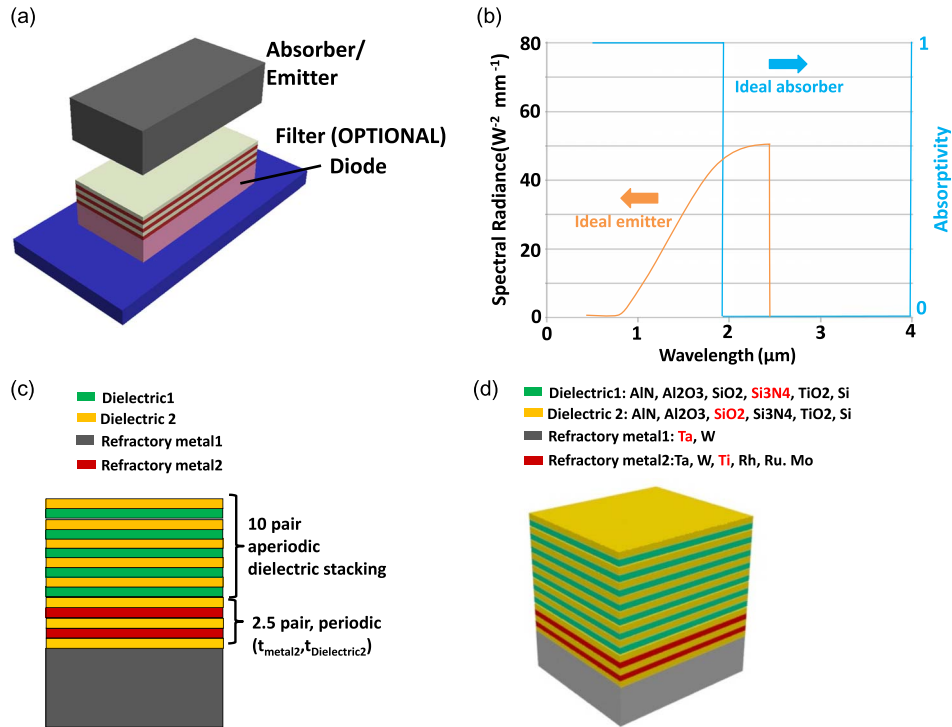 (a)
Absorber/
Emitter
Filter (OPTIONAL)
Diode
(b)
Spectral Radiance(W⁻² mm⁻¹)
80
60
40
20
0
0
1
2
3
4
Wavelength (µm)
1
0
Absorptivity
Ideal absorber
Ideal emitter
(c)
Dielectric1
Dielectric 2
Refractory metal1
Refractory metal2
10 pair
aperiodic
dielectric stacking
2.5 pair, periodic
(tmetal2,tDielectric2)
(d)
Dielectric1: AlN, Al2O3, SiO2, Si3N4, TiO2, Si
Dielectric 2: AlN, Al2O3, SiO2, Si3N4, TiO2, Si
Refractory metal1: Ta, W
Refractory metal2:Ta, W, Ti, Rh, Ru. Mo